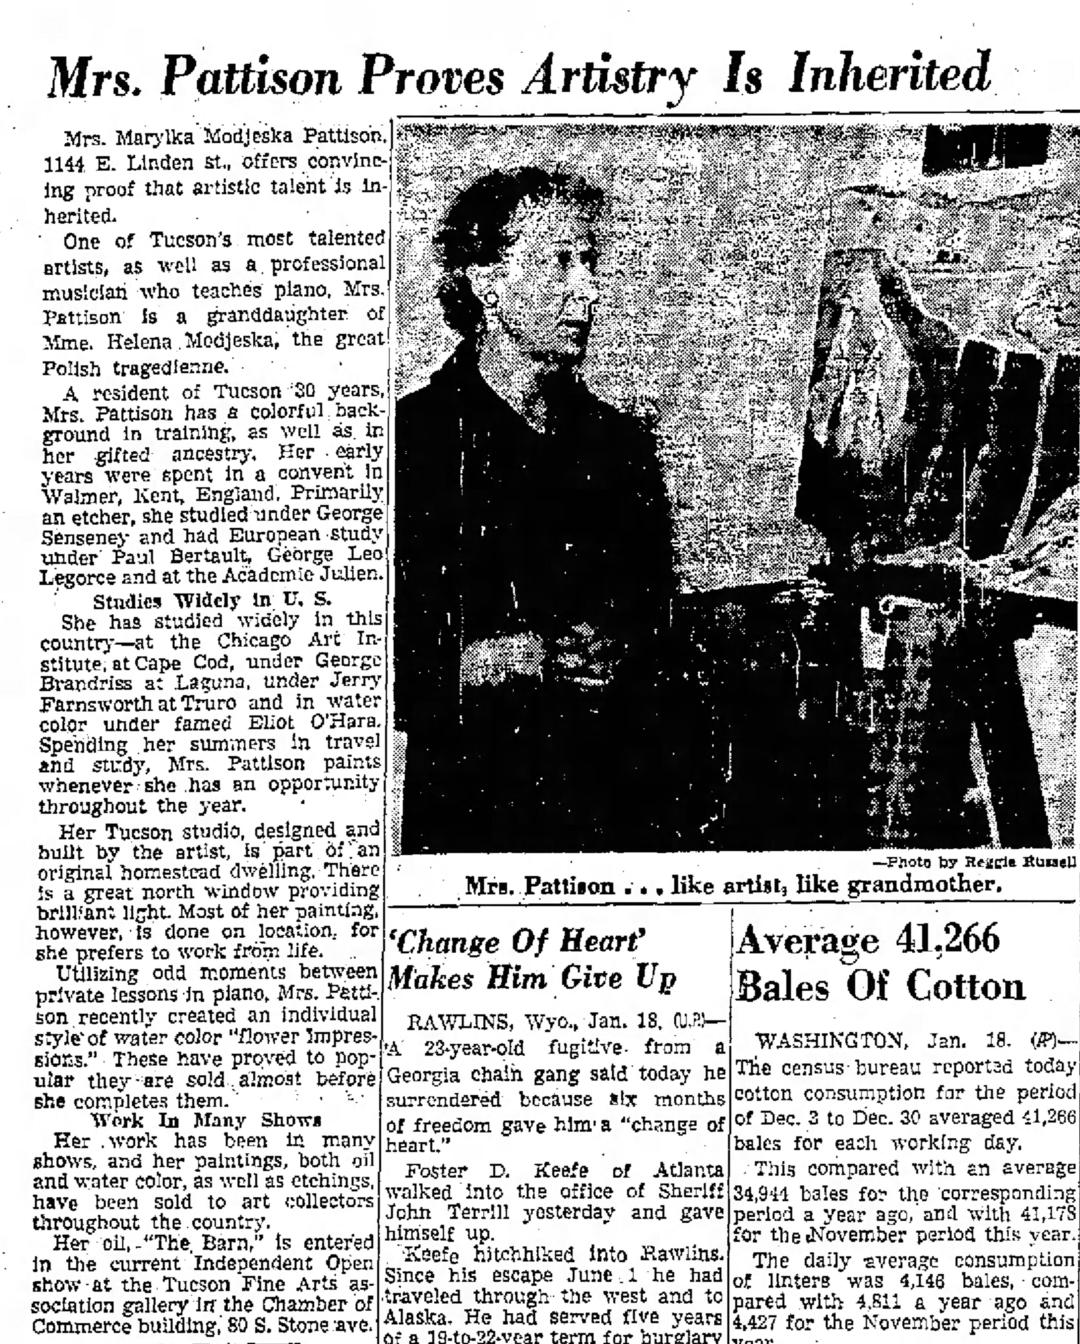 Mrs. Pattison Proves Artistry Is Inherited
Mrs. Marylka Modjeska Pattison,
1144 E. Linden st., offers convinc-
ing proof that artistic talent is in-
herited.
One of Tucson's most talented
artists, as well as a professional
musician who teaches piano, Mrs.
Pattison is a granddaughter of
Mme. Helena Modjeska, the great
Polish tragedienne.
A resident of Tucson 30 years,
Mrs. Pattison has a colorful back-
ground in training, as well as in
her gifted ancestry. Her early
years were spent in a convent in
Walmer, Kent, England. Primarily
an etcher, she studied under George
Senseney and had European study
under Paul Bertault, George Leo
Legorce and at the Academie Julien.
Studies Widely in U. S.
She has studied widely in this
country—at the Chicago Art In-
stitute, at Cape Cod, under George
Brandriss at Laguna, under Jerry
Farnsworth at Truro and in water
color under famed Eliot O'Hara.
Spending her summers in travel
and study, Mrs. Pattison paints
whenever she has an opportunity
throughout the year.
Her Tucson studio, designed and
built by the artist, is part of an
original homestead dwelling. There
is a great north window providing
brilliant light. Most of her painting,
however, is done on location, for
she prefers to work from life.
Utilizing odd moments between
private lessons in piano, Mrs. Patti-
son recently created an individual
style of water color "flower impres-
sions." These have proved to pop-
ular they are sold almost before
she completes them.
Work In Many Shows
Her work has been in many
shows, and her paintings, both oil
and water color, as well as etchings,
have been sold to art collectors
throughout the country.
Her oil, "The Barn," is entered
in the current Independent Open
show at the Tucson Fine Arts as-
sociation gallery in the Chamber of
Commerce building, 80 S. Stone ave.
—Photo by Reggie Russell
Mrs. Pattison . . . like artist, like grandmother.
'Change Of Heart'
Makes Him Give Up
RAWLINS, Wyo., Jan. 18. (U.P.)—
A 23-year-old fugitive from a
Georgia chain gang said today he
surrendered because six months
of freedom gave him a "change of
heart."
Foster D. Keefe of Atlanta
walked into the office of Sheriff
John Terrill yesterday and gave
himself up.
Keefe hitchhiked into Rawlins.
Since his escape June 1 he had
traveled through the west and to
Alaska. He had served five years
of a 19-to-22-year term for burglary
Average 41,266
Bales Of Cotton
WASHINGTON, Jan. 18. (AP)—
The census bureau reported today
cotton consumption for the period
of Dec. 3 to Dec. 30 averaged 41,266
bales for each working day.
This compared with an average
34,944 bales for the corresponding
period a year ago, and with 41,178
for the November period this year.
The daily average consumption
of linters was 4,146 bales, com-
pared with 4,811 a year ago and
4,427 for the November period this
year.